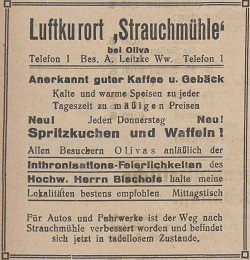 Luftkurort „Strauchmühle“
bei Oliva
Telefon 1 Bes. A. Leitzke Ww. Telefon 1
Anerkannt guter Kaffee u. Gebäck
Kalte und warme Speisen zu jeder
Tageszeit zu mäßigen Preisen
Neu! Jeden Donnerstag Neu!
Spritzkuchen und Waffeln!
Allen Besuchern Olivas anläßlich der
Inthronisations-Feierlichkeiten des
Hochw. Herrn Bischofs halte meine
Lokalitäten bestens empfohlen Mittagstisch
Für Autos und Fuhrwerke ist der Weg nach
Strauchmühle verbessert worden und befindet
sich jetzt in tadellosem Zustande.